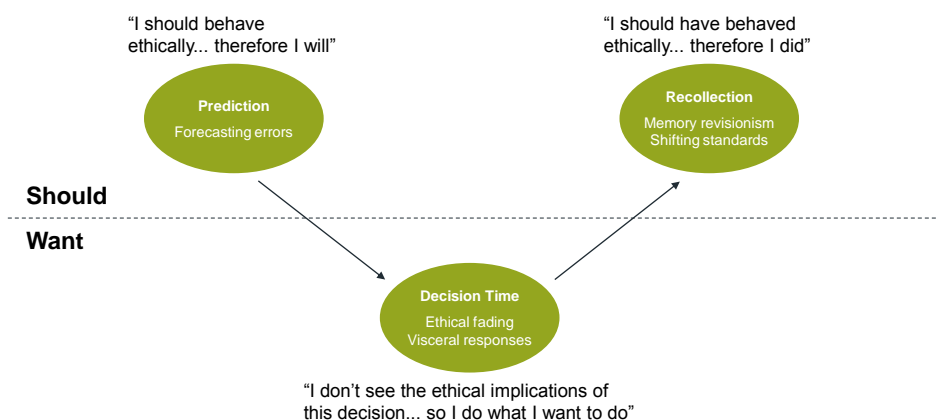 “I should behave
ethically... therefore I will”
“I should have behaved
ethically... therefore I did”
Prediction
Forecasting errors
Recollection
Memory revisionism
Shifting standards
Should
Want
Decision Time
Ethical fading
Visceral responses
“I don’t see the ethical implications of
this decision... so I do what I want to do”